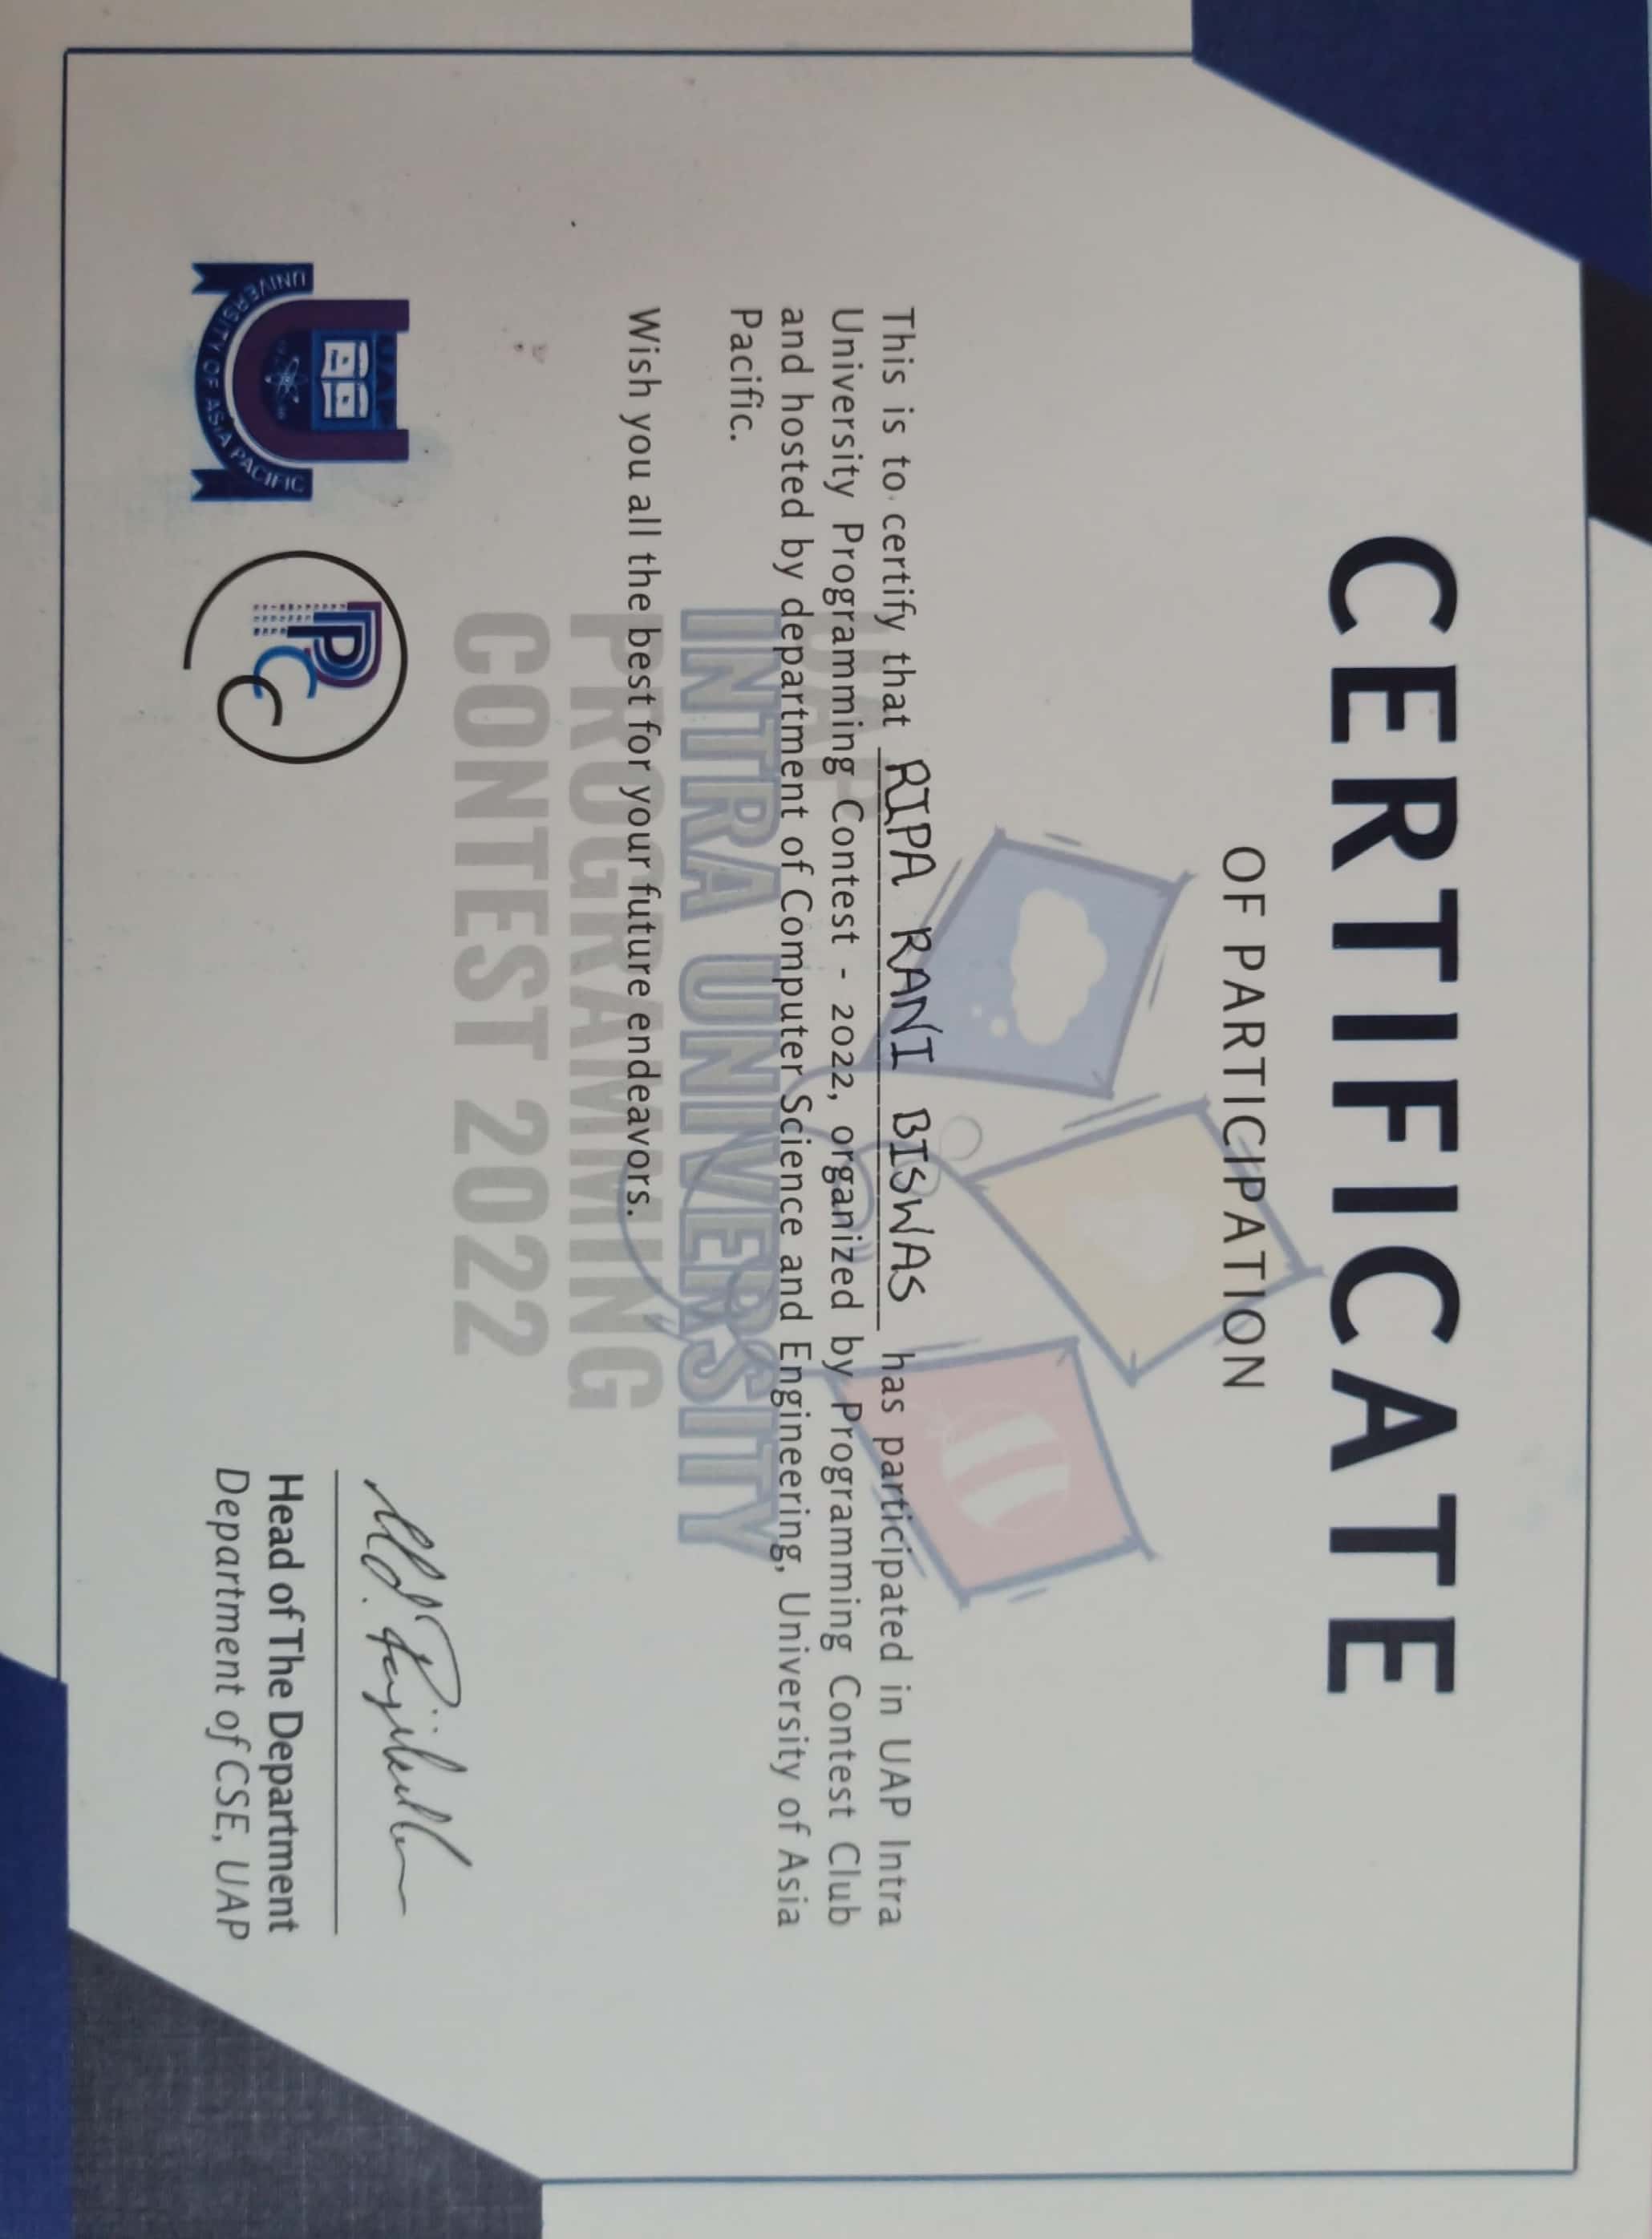 CERTIFICATE
OF PARTICIPATION
This is to certify that RIPA RANI BISWAS has participated in UAP Intra
University Programming Contest - 2022, organized by Programming Contest Club
and hosted by department of Computer Science and Engineering, University of Asia
Pacific.
Wish you all the best for your future endeavors.
UAP
INTRA UNIVERSITY
PROGRAMMING
CONTEST 2022
UAP
UNIVERSITY OF ASIA PACIFIC
PCC
Md.
Head of The Department
Department of CSE, UAP